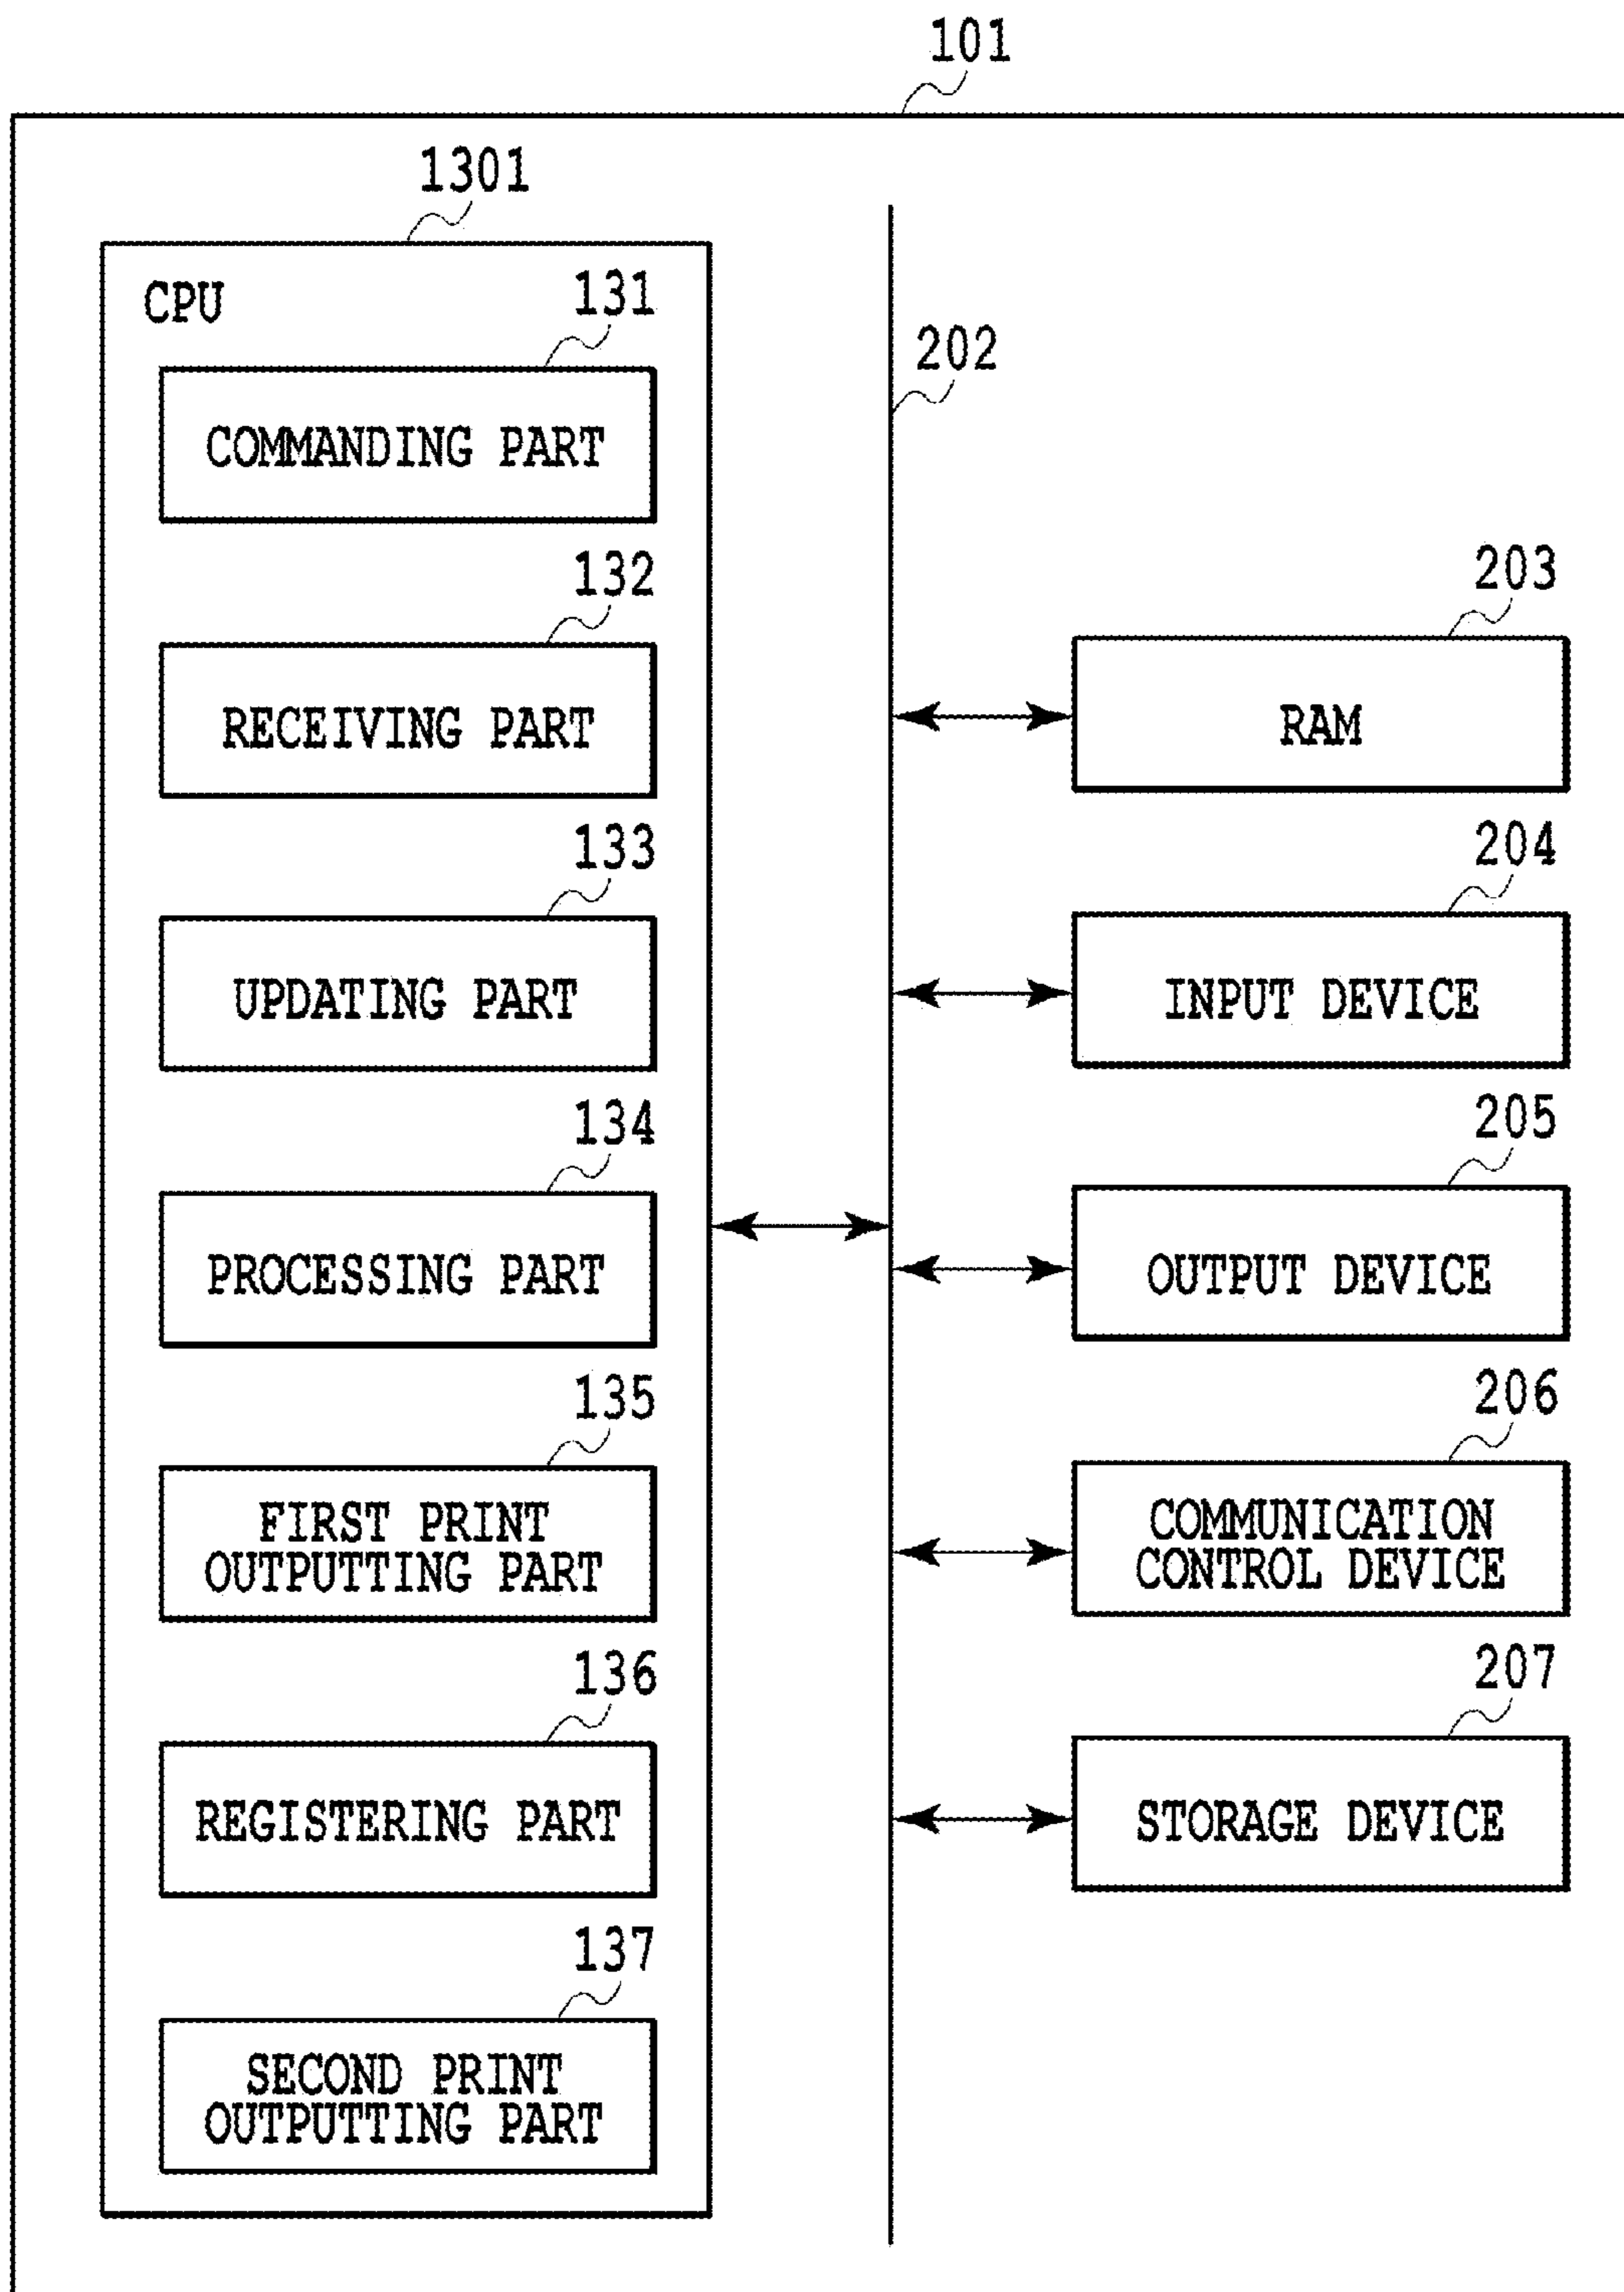 101
1301
CPU
131
COMMANDING PART
132
RECEIVING PART
133
UPDATING PART
134
PROCESSING PART
135
FIRST PRINT
OUTPUTTING PART
136
REGISTERING PART
137
SECOND PRINT
OUTPUTTING PART
202
203
RAM
204
INPUT DEVICE
205
OUTPUT DEVICE
206
COMMUNICATION
CONTROL DEVICE
207
STORAGE DEVICE